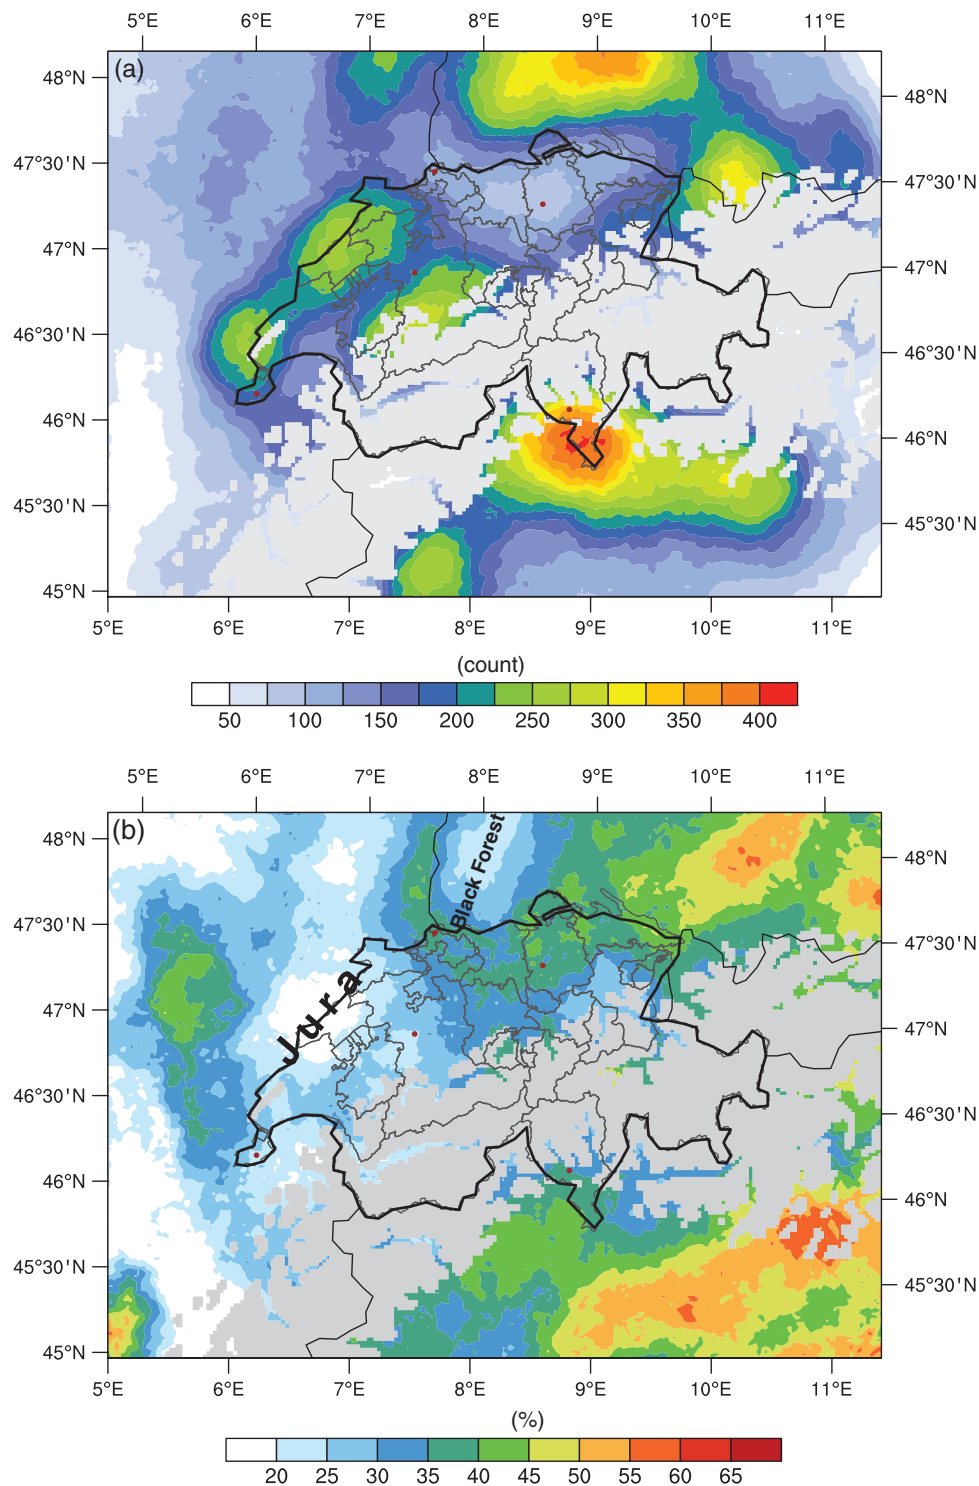 5°E 6°E 7°E 8°E 9°E 10°E 11°E
(a)
48°N 48°N
47°30'N 47°30'N
47°N 47°N
46°30'N 46°30'N
46°N 46°N
45°30'N 45°30'N
45°N
5°E 6°E 7°E 8°E 9°E 10°E 11°E
(count)
50 100 150 200 250 300 350 400
5°E 6°E 7°E 8°E 9°E 10°E 11°E
(b)
Black Forest
48°N 48°N
47°30'N 47°30'N
Jura
47°N 47°N
46°30'N 46°30'N
46°N 46°N
45°30'N 45°30'N
45°N
5°E 6°E 7°E 8°E 9°E 10°E 11°E
(%)
20 25 30 35 40 45 50 55 60 65